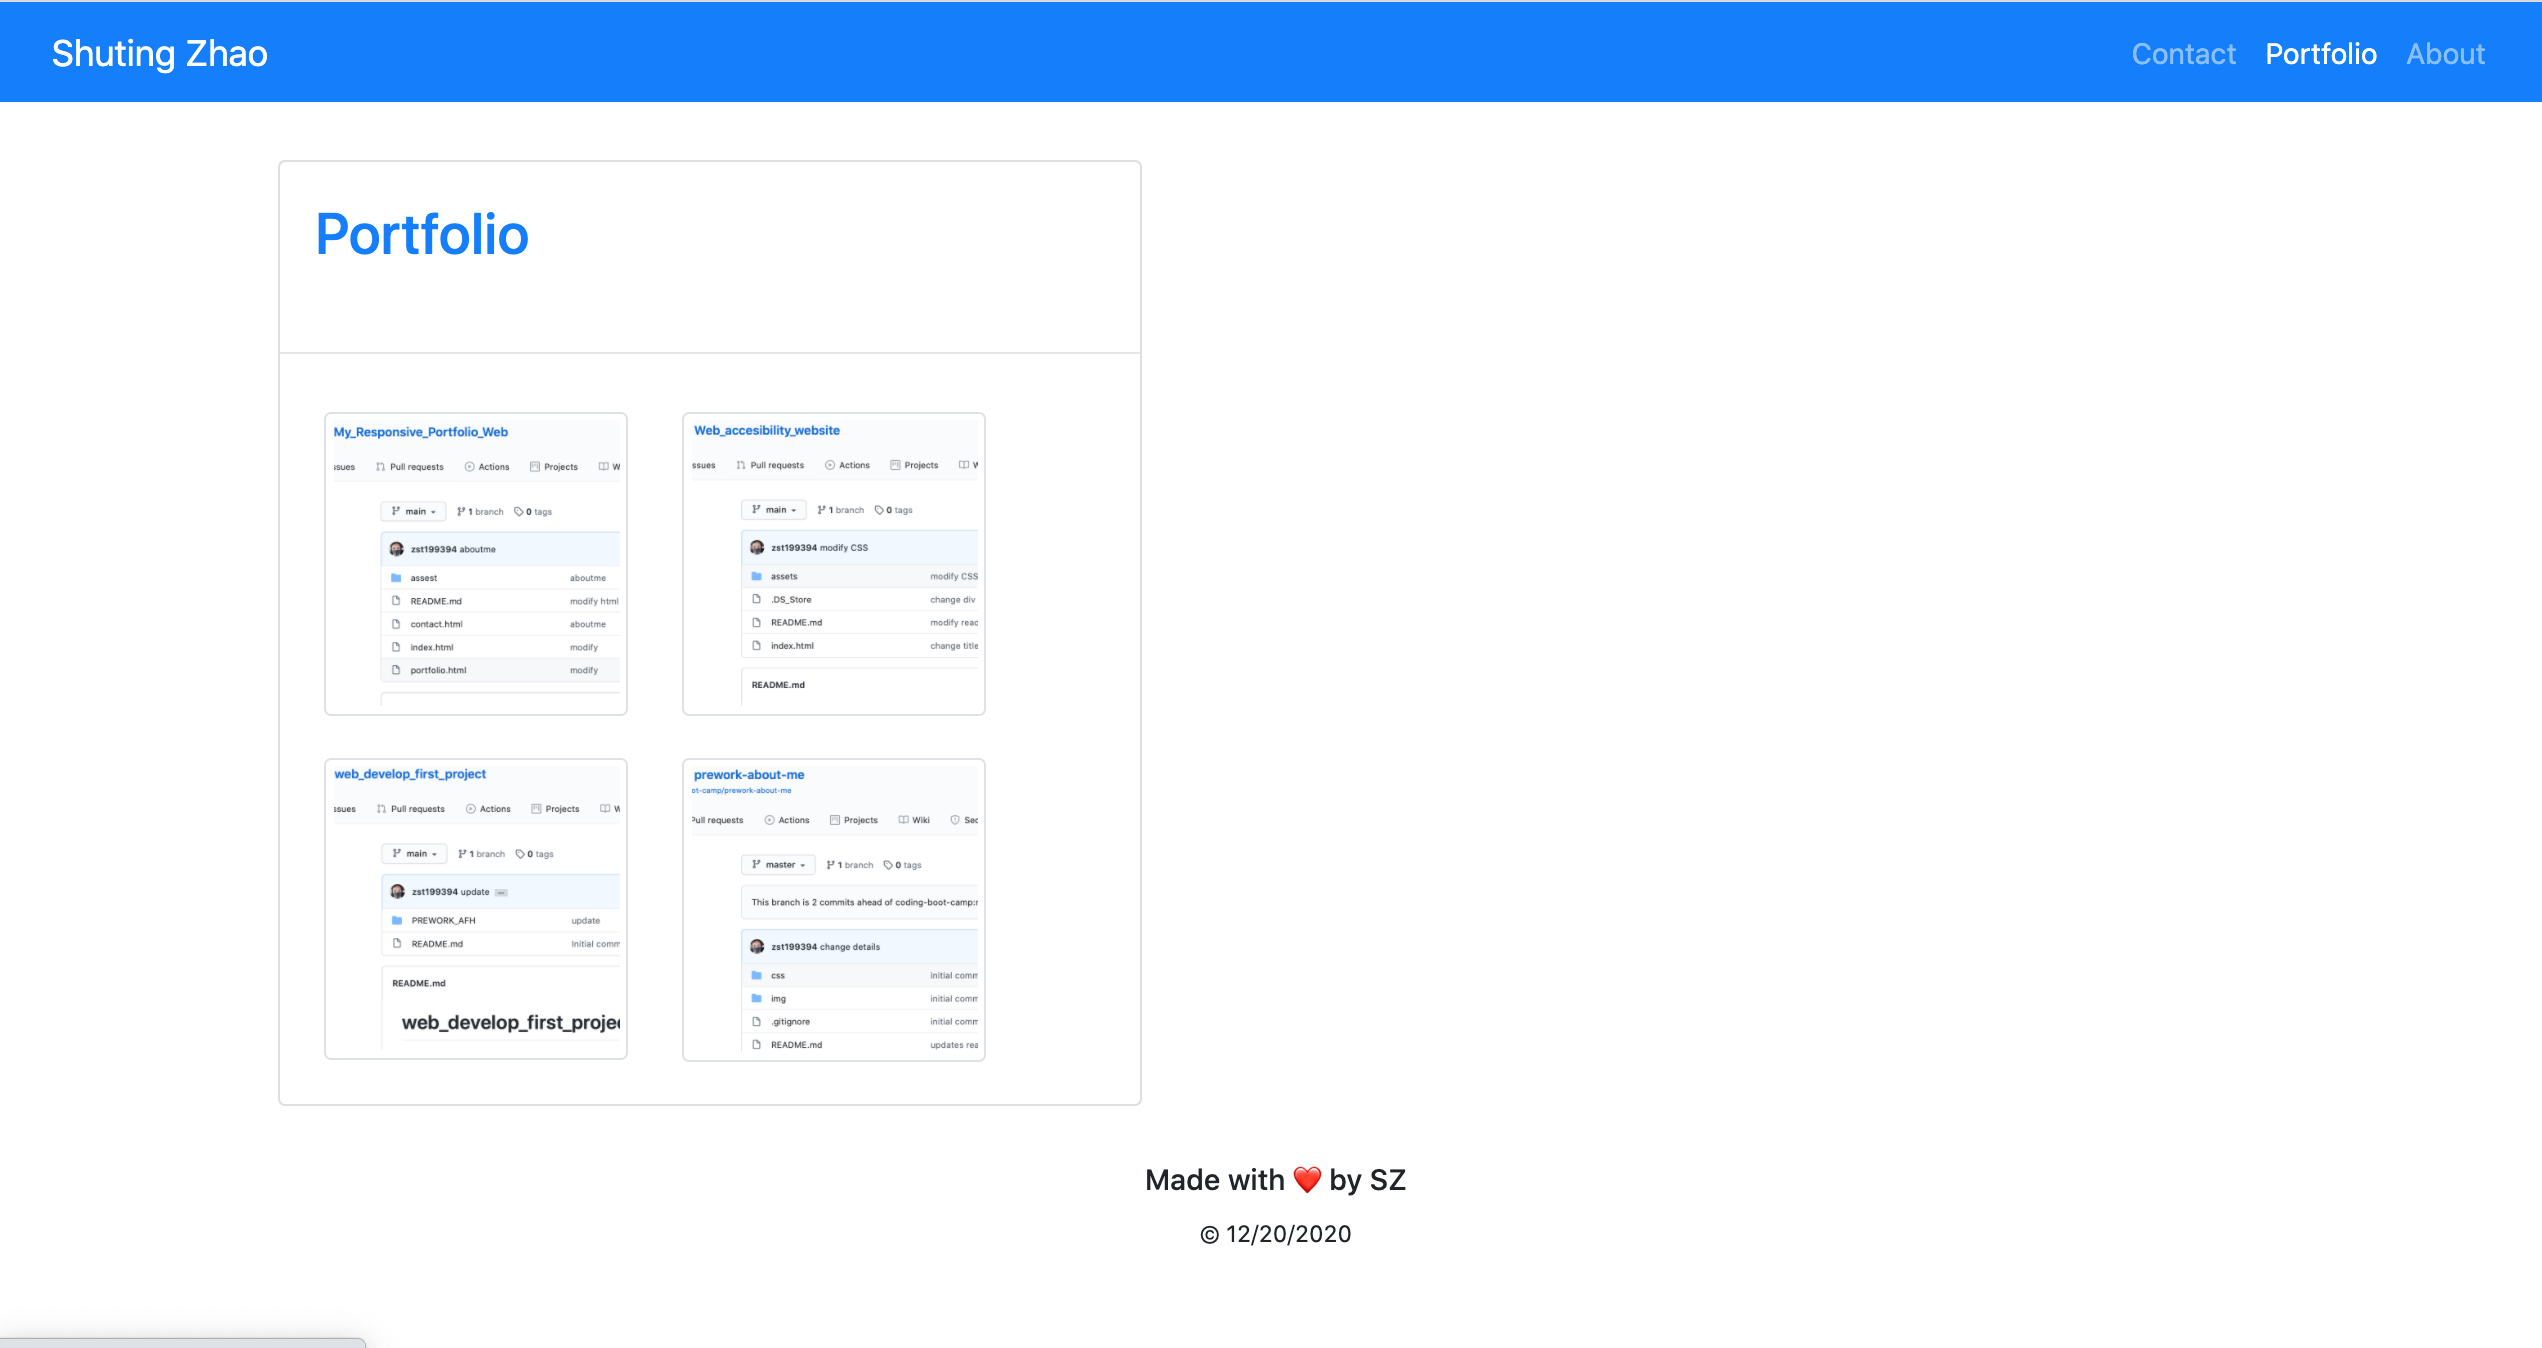 Shuting Zhao
Contact Portfolio About
Portfolio
My_Responsive_Portfolio_Web
ssues Pull requests Actions Projects W
main 1 branch 0 tags
zst199394 aboutme
assest aboutme
README.md modify html
contact.html aboutme
index.html modify
portfolio.html modify
Web_accesibility_website
ssues Pull requests Actions Projects W
main 1 branch 0 tags
zst199394 modify CSS
assets modify CSS
.DS_Store change div
README.md modify read
index.html change title
README.md
web_develop_first_project
sues Pull requests Actions Projects W
main 1 branch 0 tags
zst199394 update
PREWORK_AFH update
README.md Initial comm
README.md
web_develop_first_projec
prework-about-me
ot-camp/prework-about-me
Pull requests Actions Projects Wiki Sec
master 1 branch 0 tags
This branch is 2 commits ahead of coding-boot-camp:
zst199394 change details
css initial comm
img initial comm
.gitignore initial comm
README.md updates rea
Made with ❤️ by SZ
© 12/20/2020